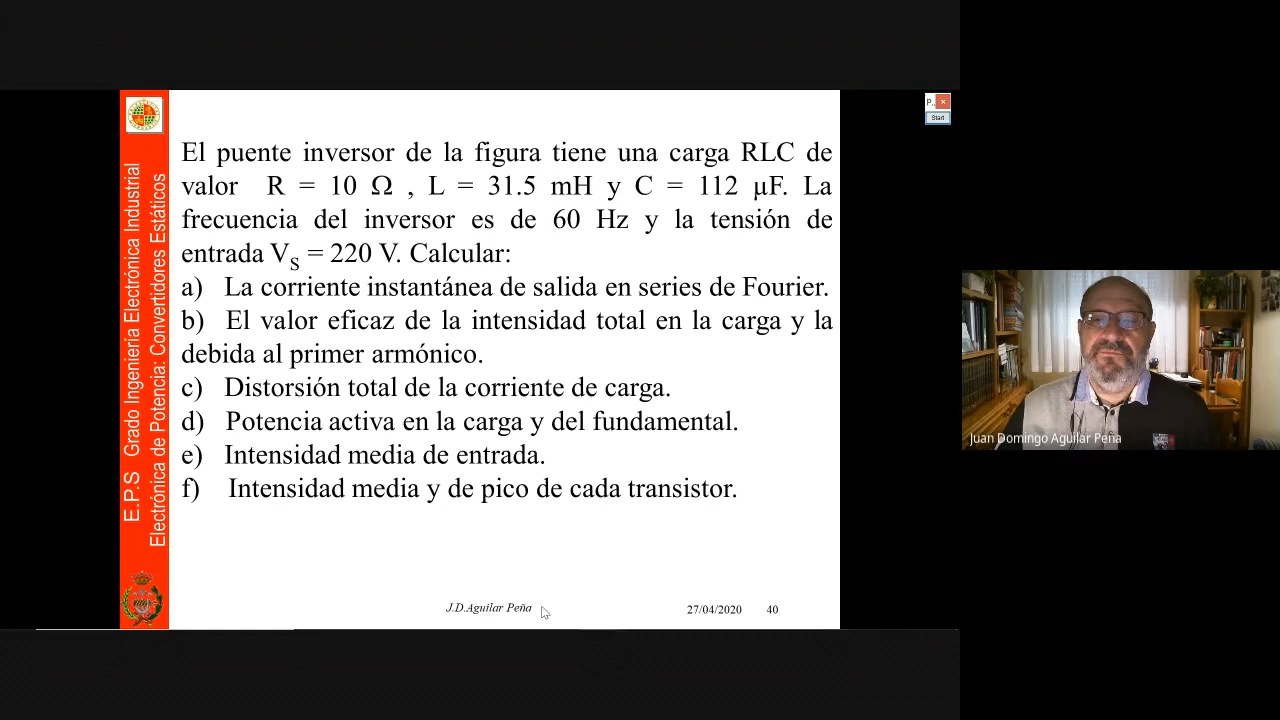 El puente inversor de la figura tiene una carga RLC de
valor R = 10 Ω , L = 31.5 mH y C = 112 µF. La
frecuencia del inversor es de 60 Hz y la tensión de
entrada VS = 220 V. Calcular:
a) La corriente instantánea de salida en series de Fourier.
b) El valor eficaz de la intensidad total en la carga y la
debida al primer armónico.
c) Distorsión total de la corriente de carga.
d) Potencia activa en la carga y del fundamental.
e) Intensidad media de entrada.
f) Intensidad media y de pico de cada transistor.
E.P.S Grado Ingeniería Electrónica Industrial
Electrónica de Potencia: Convertidores Estáticos
J.D.Aguilar Peña
27/04/2020
40
P..
Start
Juan Domingo Aguilar Peña